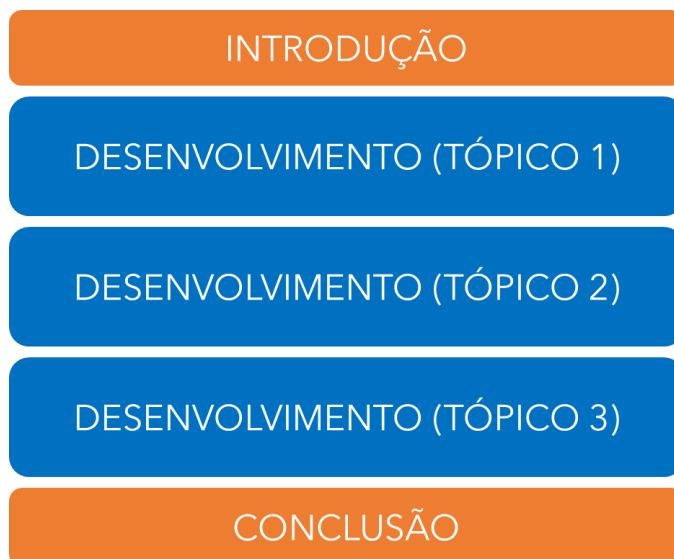 INTRODUÇÃO
DESENVOLVIMENTO (TÓPICO 1)
DESENVOLVIMENTO (TÓPICO 2)
DESENVOLVIMENTO (TÓPICO 3)
CONCLUSÃO